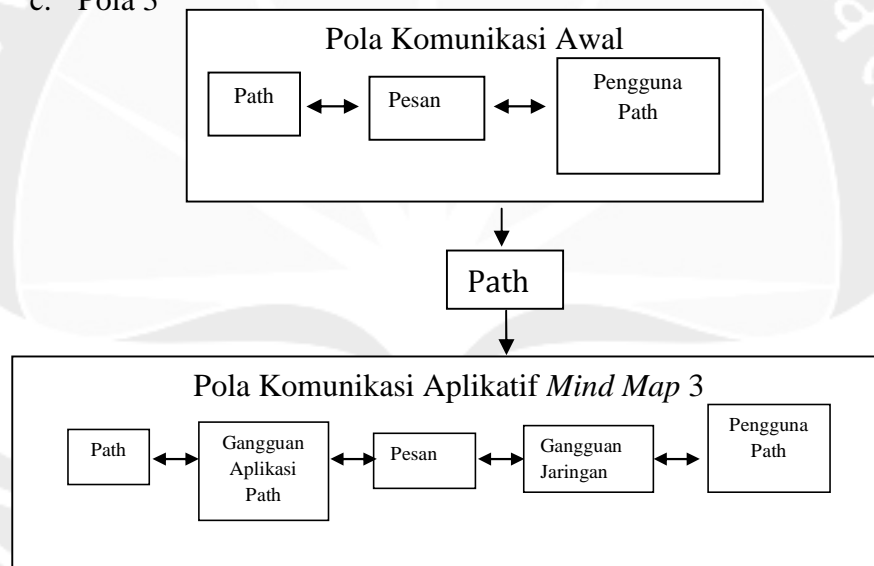 c. Pola 3
Pola Komunikasi Awal
Path
Pesan
Pengguna
Path
Path
Pola Komunikasi Aplikatif Mind Map 3
Path
Gangguan
Aplikasi
Path
Pesan
Gangguan
Jaringan
Pengguna
Path